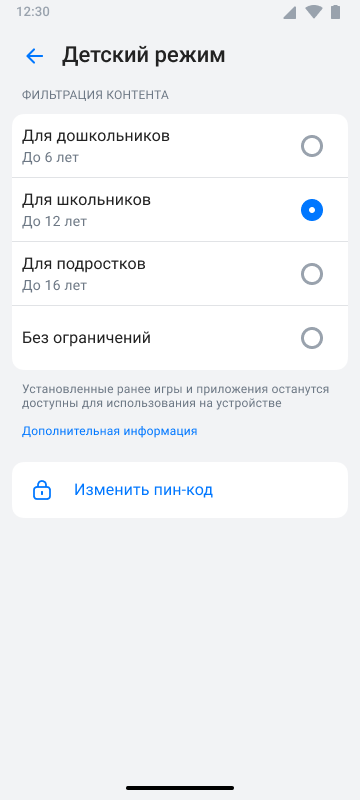 12:30
Детский режим
ФИЛЬТРАЦИЯ КОНТЕНТА
Для дошкольников
До 6 лет
Для школьников
До 12 лет
Для подростков
До 16 лет
Без ограничений
Установленные ранее игры и приложения останутся
доступны для использования на устройстве
Дополнительная информация
Изменить пин-код